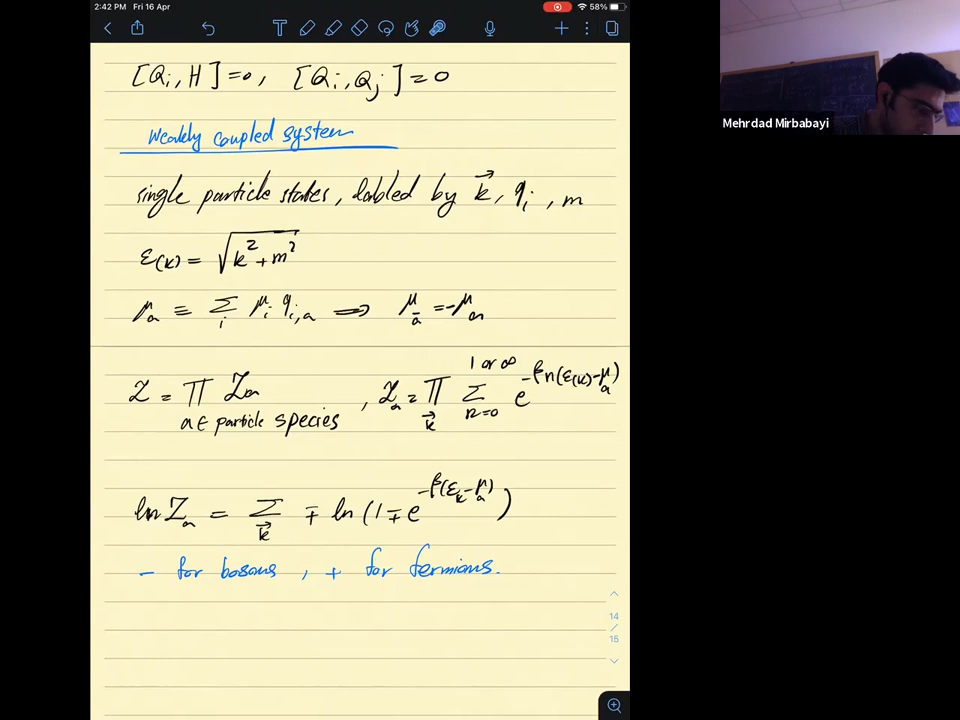 2:42 PM Fri 16 Apr
58%
[Qi, H] = 0, [Qi, Qj] = 0
Weakly coupled system
single particle states, labled by k⃗, qi, m
ε(k) = √(k² + m²)
μa ≡ Σi μi qi,a ⟹ μā = -μa
Z = Π a∈particle species Za , Za = Π k⃗ Σ n=0 1 or ∞ e^{-βn(ε(k)-μa)}
ln Za = Σ k⃗ ∓ ln(1 ∓ e^{-β(εk-μa)})
- for bosons, + for fermions.
14
/
15
Mehrdad Mirbabayi